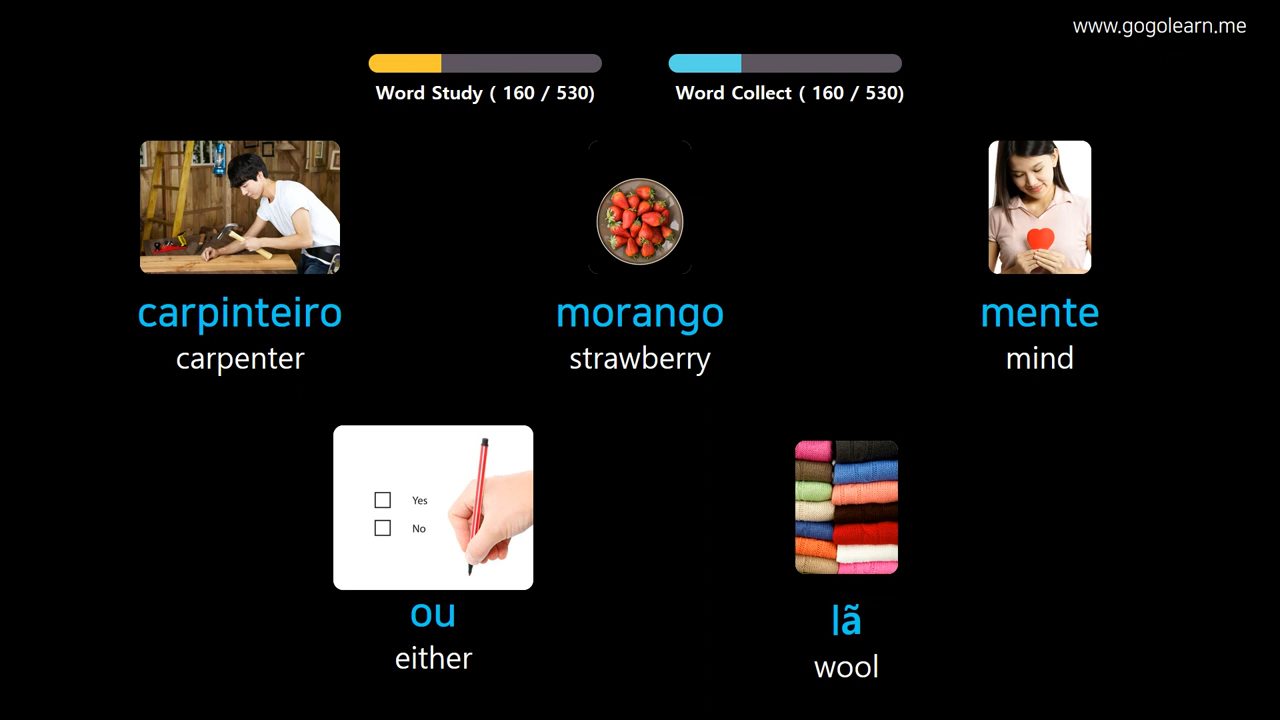 www.gogolearn.me
Word Study ( 160 / 530)
Word Collect ( 160 / 530)
carpinteiro
carpenter
morango
strawberry
mente
mind
Yes
No
ou
either
lã
wool